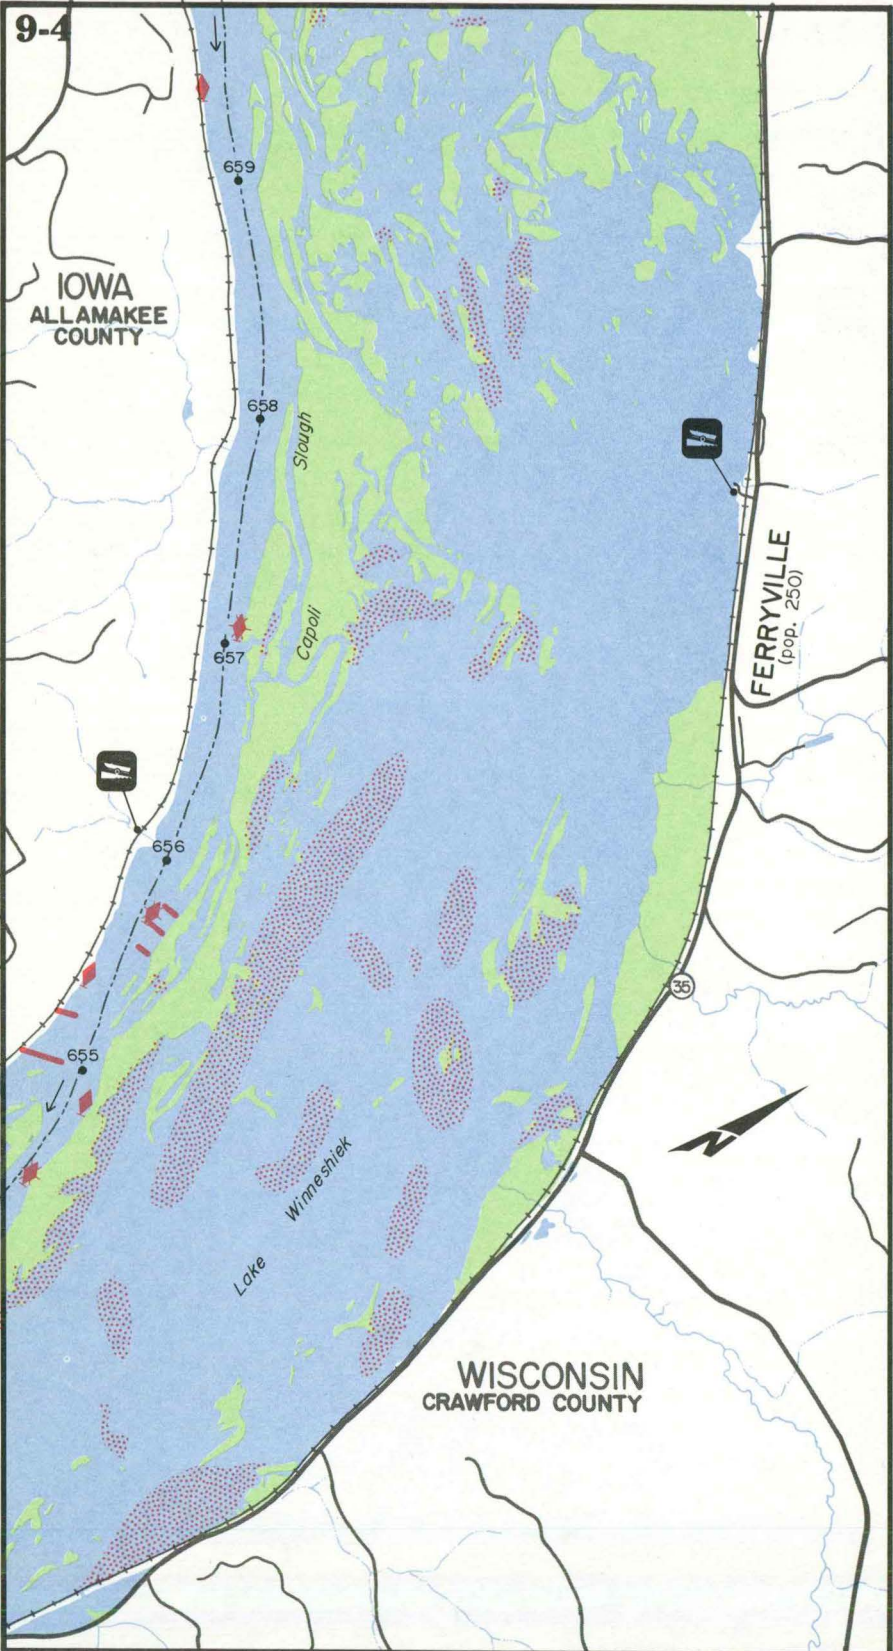 9-4
659
IOWA
ALLAMAKEE
COUNTY
658
Slough
FERRYVILLE
(pop. 250)
Capoli
657
656
35
655
N
Winneshiek
Lake
WISCONSIN
CRAWFORD COUNTY